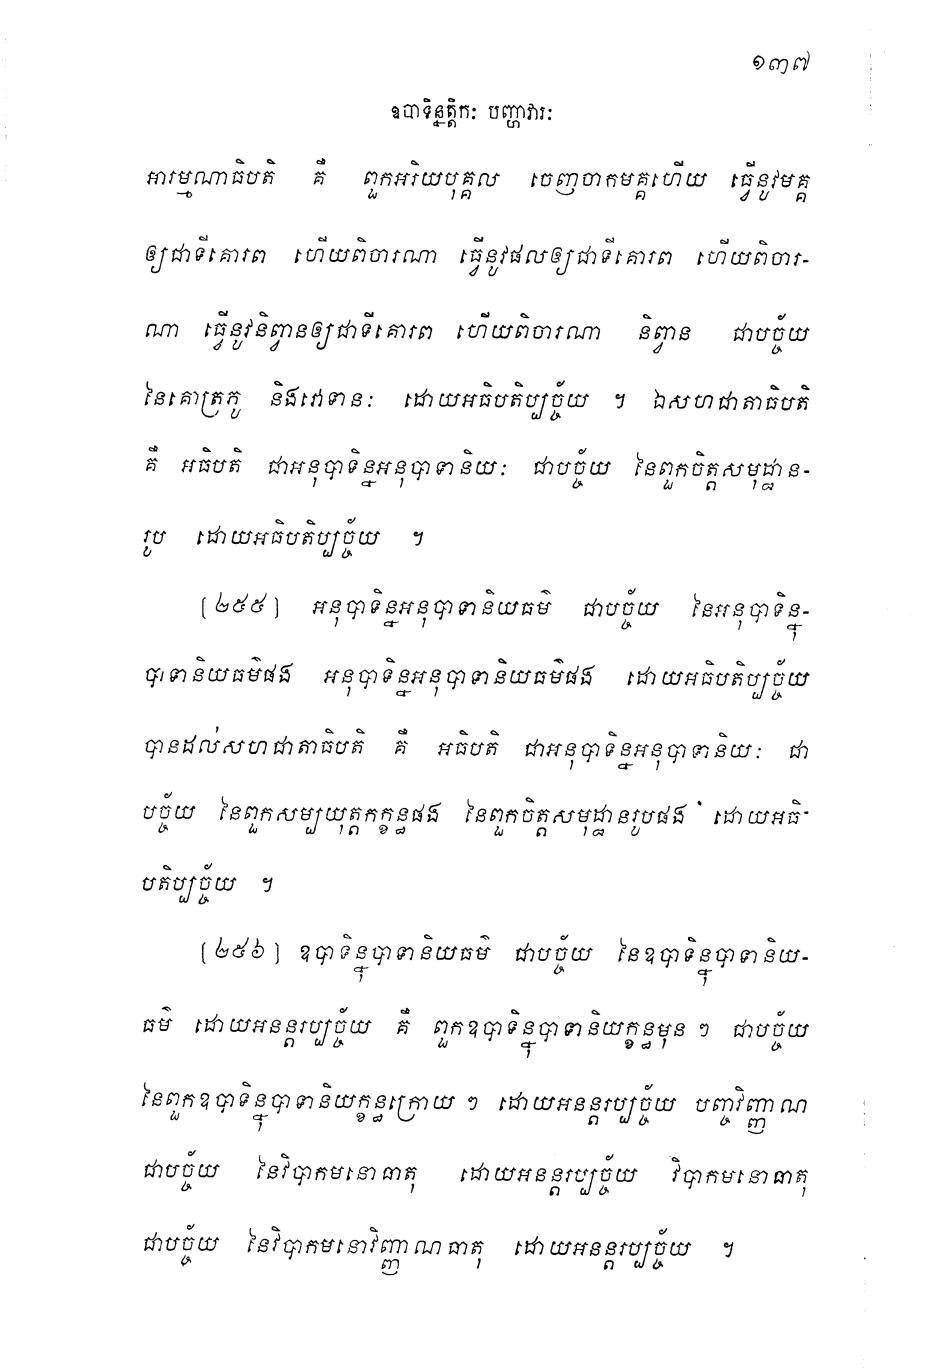 ១៣៧
ឧបាទិន្នត្តិកៈ បញ្ហាវារៈ
អារម្មណាធិបតិ គឺ ពួកអរិយបុគ្គល ចេញចាកមគ្គហើយ ធ្វើនូវមគ្គ
ឲ្យជាទីគោរព ហើយពិចារណា ធ្វើនូវផលឲ្យជាទីគោរព ហើយពិចារ-
ណា ធ្វើនូវនិព្វានឲ្យជាទីគោរព ហើយពិចារណា និព្វាន ជាបច្ច័យ
នៃគោត្រភូ និងវោទានៈ ដោយអធិបតិប្បច្ច័យ ។ ឯសហជាតាធិបតិ
គឺ អធិបតិ ជាអនុបាទិន្នអនុបាទានិយៈ ជាបច្ច័យ នៃពួកចិត្តសមុដ្ឋាន-
រូប ដោយអធិបតិប្បច្ច័យ ។
[២៥៥] អនុបាទិន្នអនុបាទានិយធម៌ ជាបច្ច័យ នៃអនុបាទិន្នុ-
បាទានិយធម៌ផង អនុបាទិន្នអនុបាទានិយធម៌ផង ដោយអធិបតិប្បច្ច័យ
បានដល់សហជាតាធិបតិ គឺ អធិបតិ ជាអនុបាទិន្នអនុបាទានិយៈ ជា
បច្ច័យ នៃពួកសម្បយុត្តកក្ខន្ធផង នៃពួកចិត្តសមុដ្ឋានរូបផង ដោយអធិ-
បតិប្បច្ច័យ ។
[២៥៦] ឧបាទិន្នុបាទានិយធម៌ ជាបច្ច័យ នៃឧបាទិន្នុបាទានិយ-
ធម៌ ដោយអនន្តរប្បច្ច័យ គឺ ពួកឧបាទិន្នុបាទានិយក្ខន្ធមុន ៗ ជាបច្ច័យ
នៃពួកឧបាទិន្នុបាទានិយក្ខន្ធក្រោយ ៗ ដោយអនន្តរប្បច្ច័យ បញ្ចវិញ្ញាណ
ជាបច្ច័យ នៃវិបាកមនោធាតុ ដោយអនន្តរប្បច្ច័យ វិបាកមនោធាតុ
ជាបច្ច័យ នៃវិបាកមនោវិញ្ញាណធាតុ ដោយអនន្តរប្បច្ច័យ ។